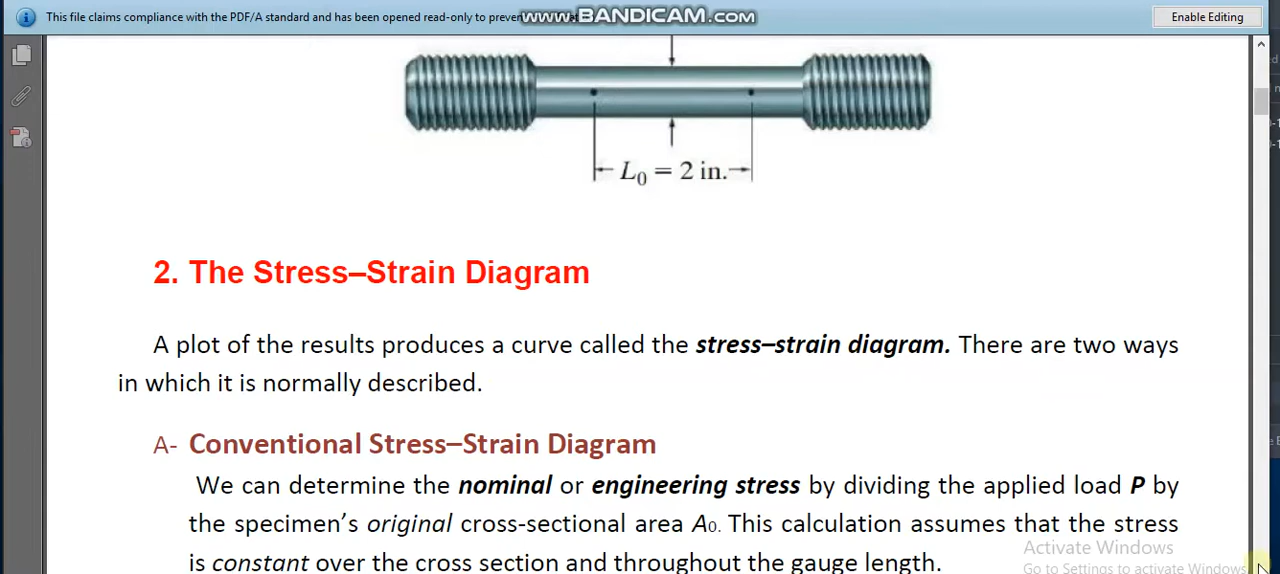 This file claims compliance with the PDF/A standard and has been opened read-only to prevent
www.BANDICAM.com
Enable Editing
L0 = 2 in.
2. The Stress–Strain Diagram
A plot of the results produces a curve called the stress–strain diagram. There are two ways
in which it is normally described.
A- Conventional Stress–Strain Diagram
We can determine the nominal or engineering stress by dividing the applied load P by
the specimen's original cross-sectional area A0. This calculation assumes that the stress
is constant over the cross section and throughout the gauge length.
Activate Windows
Go to Settings to activate Windows.